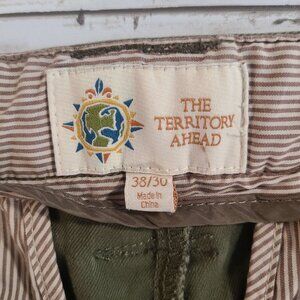 THE
TERRITORY
AHEAD
38/30
Made in
China